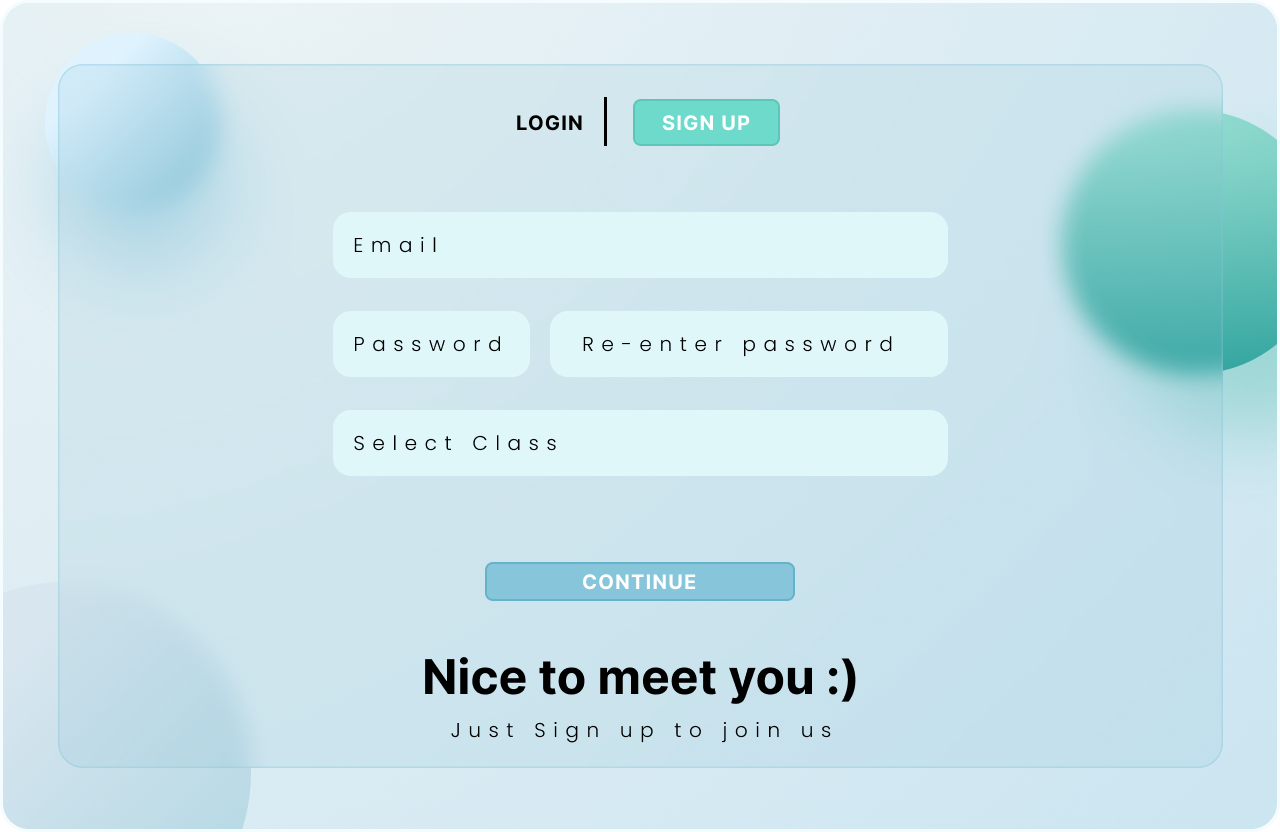 LOGIN SIGN UP
Email
Password Re-enter password
Select Class
CONTINUE
Nice to meet you :)
Just Sign up to join us